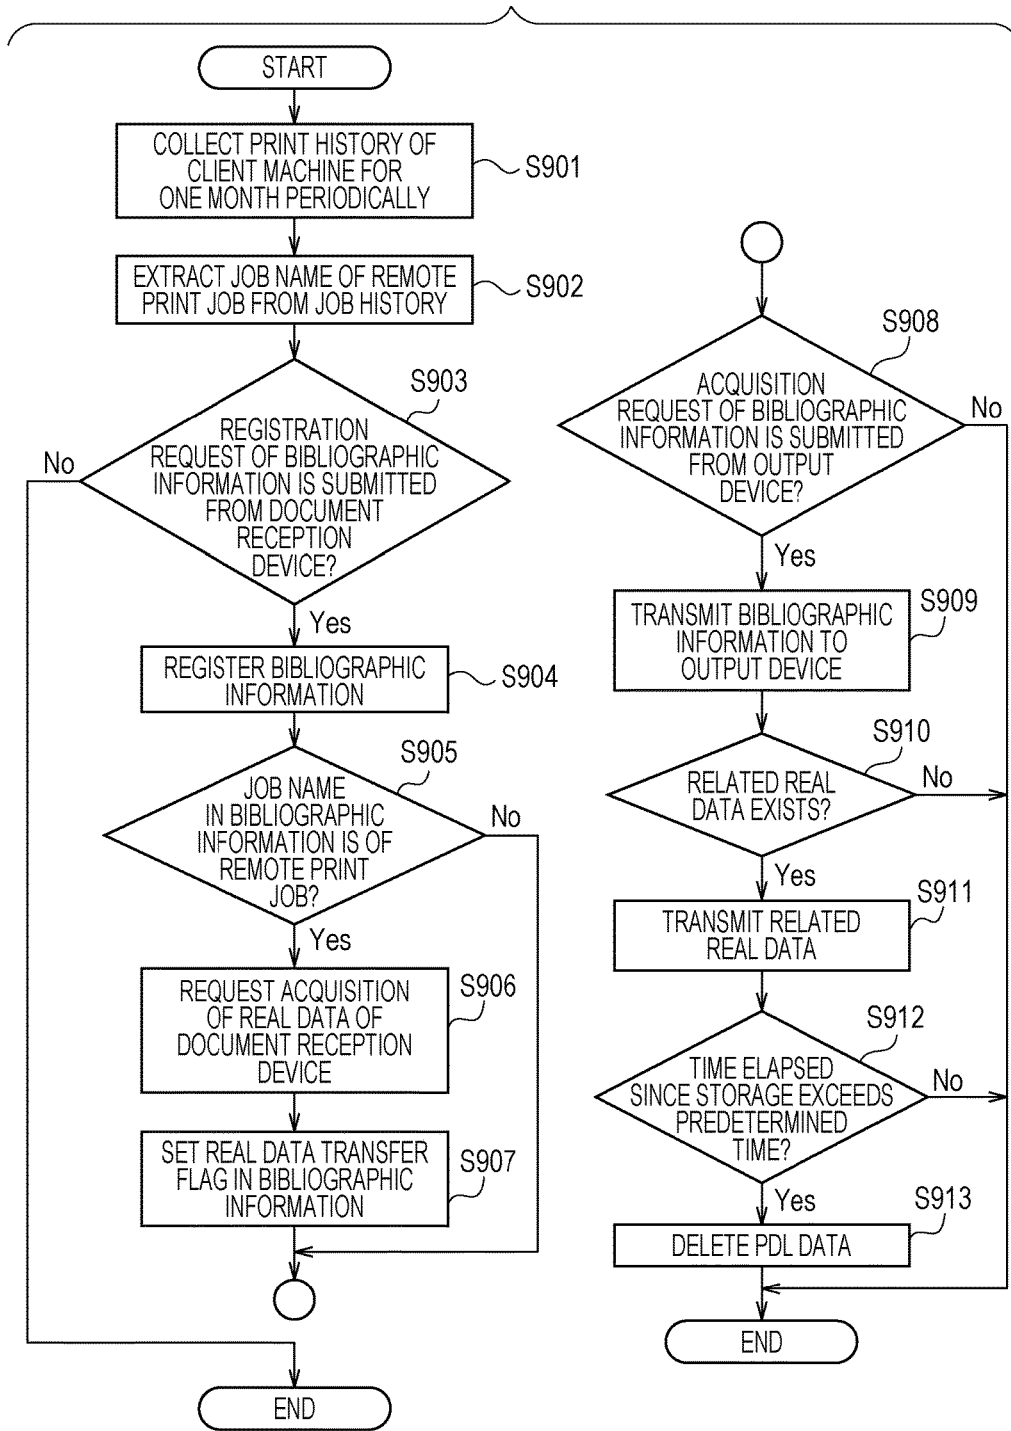 START
COLLECT PRINT HISTORY OF
CLIENT MACHINE FOR
ONE MONTH PERIODICALLY
S901
EXTRACT JOB NAME OF REMOTE
PRINT JOB FROM JOB HISTORY
S902
S903
REGISTRATION
REQUEST OF BIBLIOGRAPHIC
INFORMATION IS SUBMITTED
FROM DOCUMENT
RECEPTION
DEVICE?
No
Yes
REGISTER BIBLIOGRAPHIC
INFORMATION
S904
S905
JOB NAME
IN BIBLIOGRAPHIC
INFORMATION IS OF
REMOTE PRINT
JOB?
No
Yes
REQUEST ACQUISITION
OF REAL DATA OF
DOCUMENT RECEPTION
DEVICE
S906
SET REAL DATA TRANSFER
FLAG IN BIBLIOGRAPHIC
INFORMATION
S907
END
S908
ACQUISITION
REQUEST OF BIBLIOGRAPHIC
INFORMATION IS SUBMITTED
FROM OUTPUT
DEVICE?
No
Yes
TRANSMIT BIBLIOGRAPHIC
INFORMATION TO
OUTPUT DEVICE
S909
S910
RELATED REAL
DATA EXISTS?
No
Yes
TRANSMIT RELATED
REAL DATA
S911
S912
TIME ELAPSED
SINCE STORAGE EXCEEDS
PREDETERMINED
TIME?
No
Yes
DELETE PDL DATA
S913
END